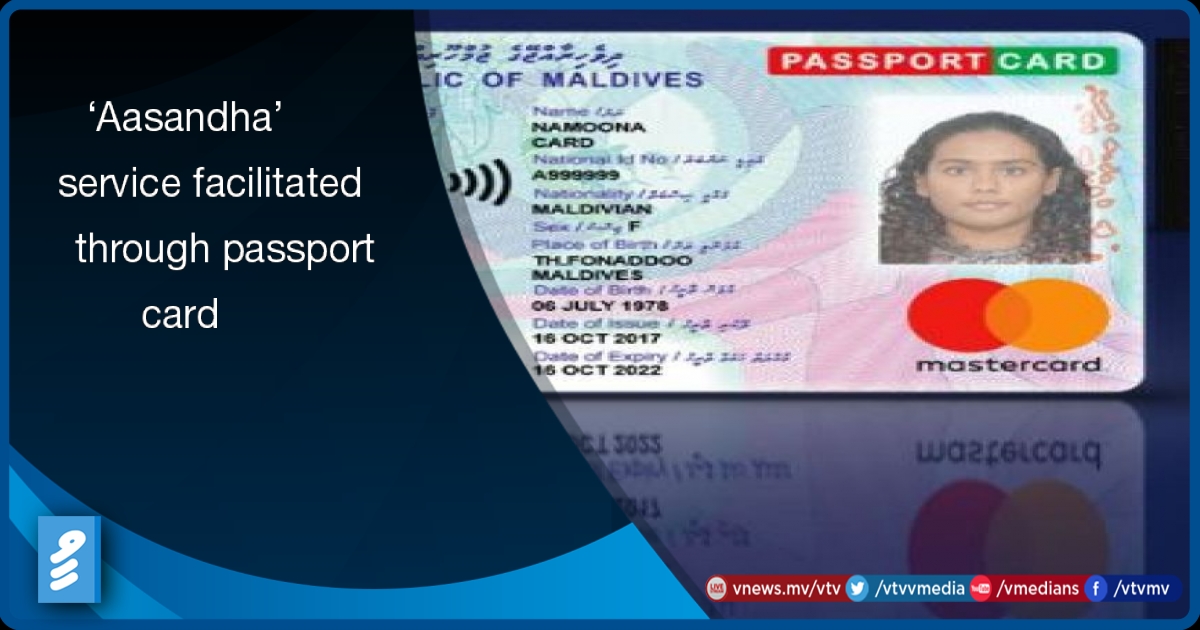 ‘Aasandha’
service facilitated
through passport
card
LIC OF MALDIVES
PASSPORT CARD
Name /
NAMOONA
CARD
National Id No /
A999999
Nationality /
MALDIVIAN
Sex / F
Place of Birth /
TH.FONADDOO
MALDIVES
Date of Birth /
06 JULY 1978
Date of Issue /
16 OCT 2017
Date of Expiry /
15 OCT 2022
mastercard
vnews.mv/vtv /vtvvmedia /vmedians /vtvmv